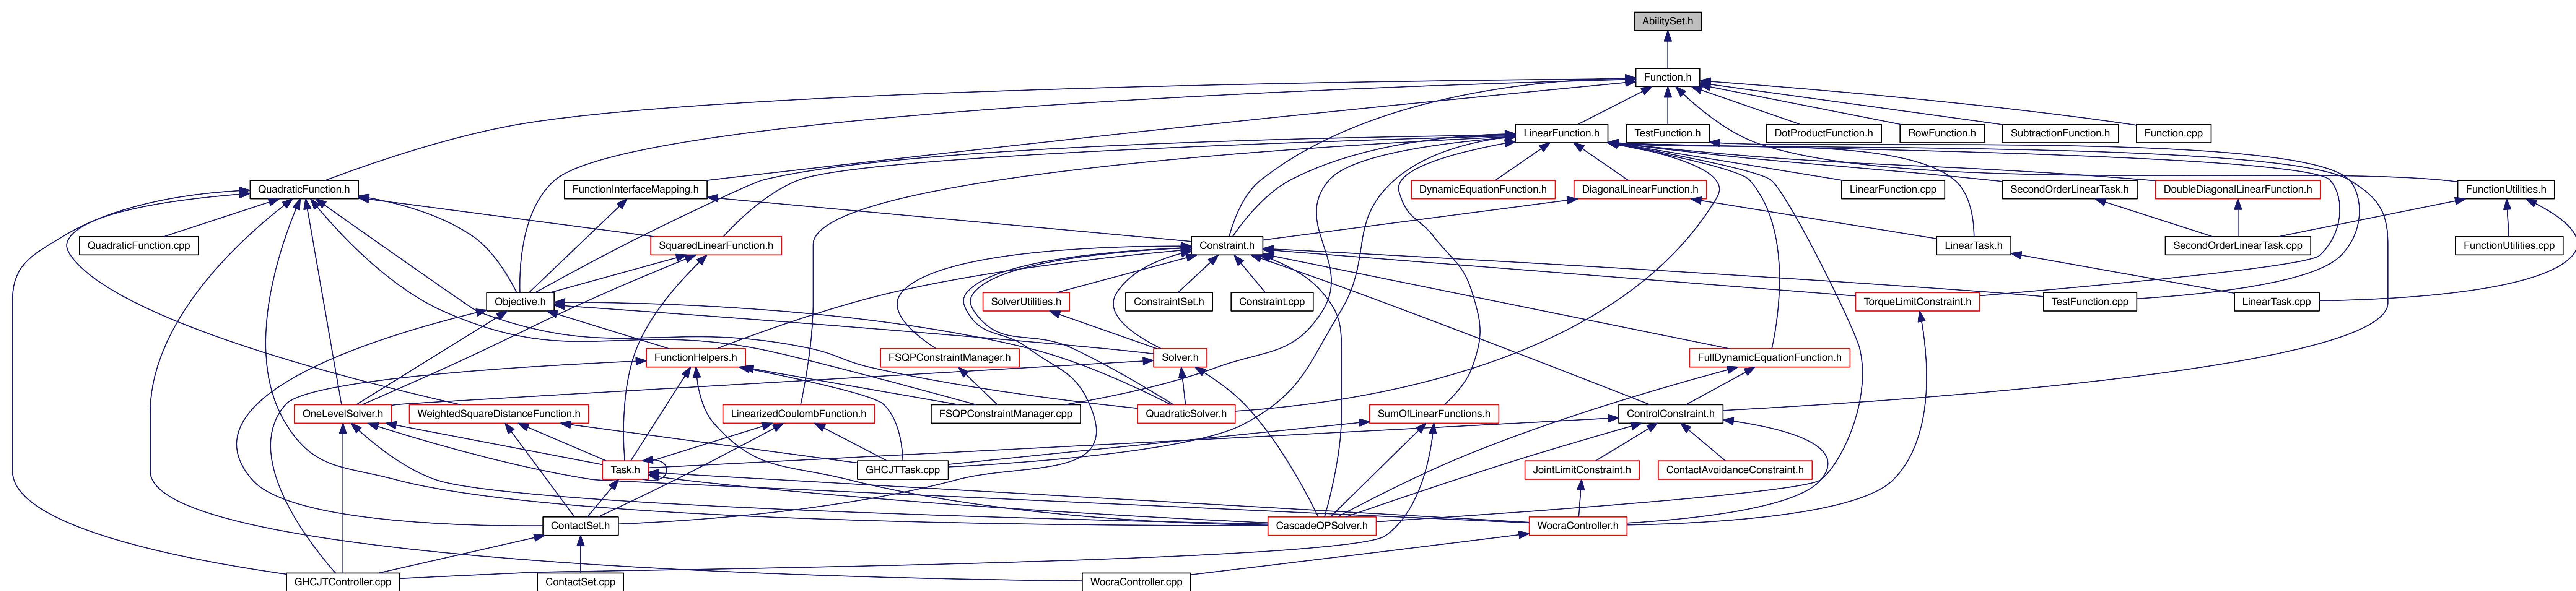 AbilitySet.h
Function.h
LinearFunction.h
TestFunction.h
DotProductFunction.h
RowFunction.h
SubtractionFunction.h
Function.cpp
QuadraticFunction.h
FunctionInterfaceMapping.h
DynamicEquationFunction.h
DiagonalLinearFunction.h
LinearFunction.cpp
SecondOrderLinearTask.h
DoubleDiagonalLinearFunction.h
FunctionUtilities.h
QuadraticFunction.cpp
SquaredLinearFunction.h
Constraint.h
LinearTask.h
SecondOrderLinearTask.cpp
FunctionUtilities.cpp
Objective.h
SolverUtilities.h
ConstraintSet.h
Constraint.cpp
TorqueLimitConstraint.h
TestFunction.cpp
LinearTask.cpp
FunctionHelpers.h
FSQPConstraintManager.h
Solver.h
FullDynamicEquationFunction.h
OneLevelSolver.h
WeightedSquareDistanceFunction.h
LinearizedCoulombFunction.h
FSQPConstraintManager.cpp
QuadraticSolver.h
SumOfLinearFunctions.h
ControlConstraint.h
Task.h
GHCJTTask.cpp
JointLimitConstraint.h
ContactAvoidanceConstraint.h
ContactSet.h
CascadeQPSolver.h
WocraController.h
GHCJTController.cpp
ContactSet.cpp
WocraController.cpp